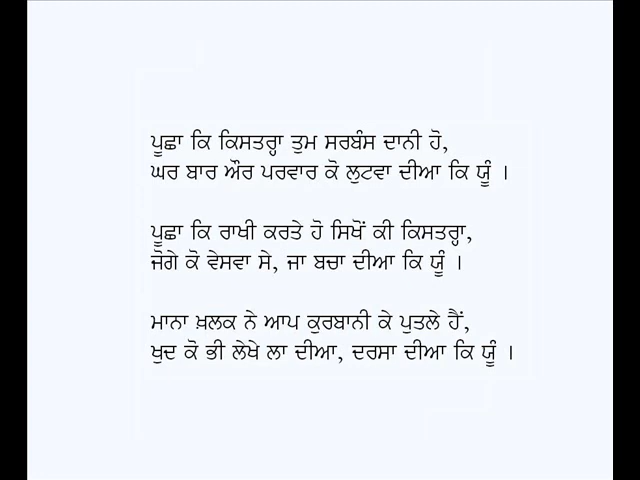 ਪੂਛਾ ਕਿ ਕਿਸਤਰ੍ਹਾ ਤੁਮ ਸਰਬੰਸ ਦਾਨੀ ਹੋ,
ਘਰ ਬਾਰ ਔਰ ਪਰਵਾਰ ਕੋ ਲੁਟਵਾ ਦੀਆ ਕਿ ਯੂੰ ।
ਪੂਛਾ ਕਿ ਰਾਖੀ ਕਰਤੇ ਹੋ ਸਿਖੋਂ ਕੀ ਕਿਸਤਰ੍ਹਾ,
ਜੋਗੇ ਕੋ ਵੇਸਵਾ ਸੇ, ਜਾ ਬਚਾ ਦੀਆ ਕਿ ਯੂੰ ।
ਮਾਨਾ ਖ਼ਲਕ ਨੇ ਆਪ ਕੁਰਬਾਨੀ ਕੇ ਪੁਤਲੇ ਹੈਂ,
ਖੁਦ ਕੋ ਭੀ ਲੇਖੇ ਲਾ ਦੀਆ, ਦਰਸਾ ਦੀਆ ਕਿ ਯੂੰ ।